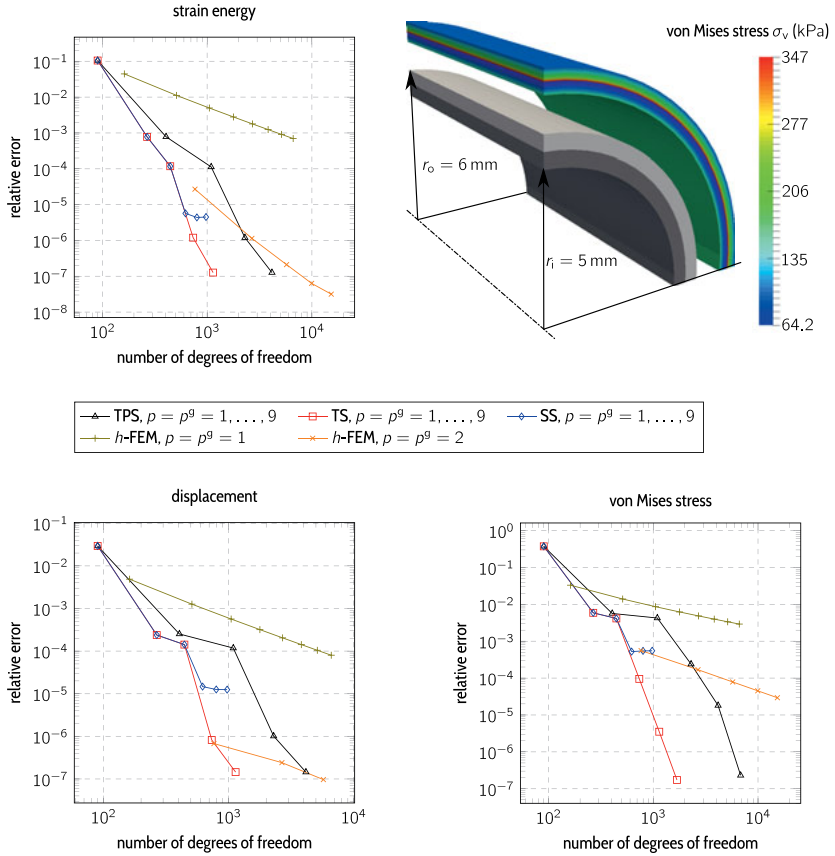 strain energy
10⁻¹
10⁻²
10⁻³
10⁻⁴
10⁻⁵
10⁻⁶
10⁻⁷
10⁻⁸
relative error
10² 10³ 10⁴
number of degrees of freedom
von Mises stress σᵥ (kPa)
347
277
206
135
64.2
rₒ = 6 mm
rᵢ = 5 mm
TPS, p = pᵍ = 1, . . . , 9 TS, p = pᵍ = 1, . . . , 9 SS, p = pᵍ = 1, . . . , 9
h-FEM, p = pᵍ = 1 h-FEM, p = pᵍ = 2
displacement
10⁻¹
10⁻²
10⁻³
10⁻⁴
10⁻⁵
10⁻⁶
10⁻⁷
relative error
10² 10³ 10⁴
number of degrees of freedom
von Mises stress
10⁰
10⁻¹
10⁻²
10⁻³
10⁻⁴
10⁻⁵
10⁻⁶
10⁻⁷
relative error
10² 10³ 10⁴
number of degrees of freedom